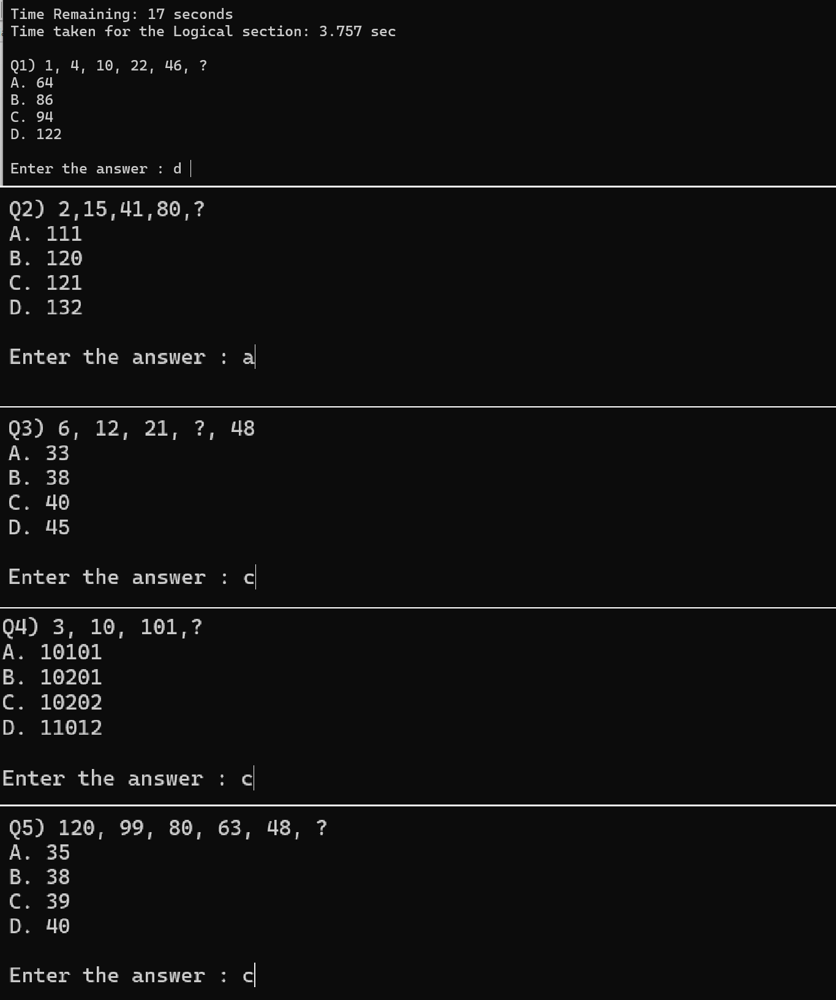 Time Remaining: 17 seconds
Time taken for the Logical section: 3.757 sec
Q1) 1, 4, 10, 22, 46, ?
A. 64
B. 86
C. 94
D. 122
Enter the answer : d
Q2) 2,15,41,80,?
A. 111
B. 120
C. 121
D. 132
Enter the answer : a
Q3) 6, 12, 21, ?, 48
A. 33
B. 38
C. 40
D. 45
Enter the answer : c
Q4) 3, 10, 101,?
A. 10101
B. 10201
C. 10202
D. 11012
Enter the answer : c
Q5) 120, 99, 80, 63, 48, ?
A. 35
B. 38
C. 39
D. 40
Enter the answer : c